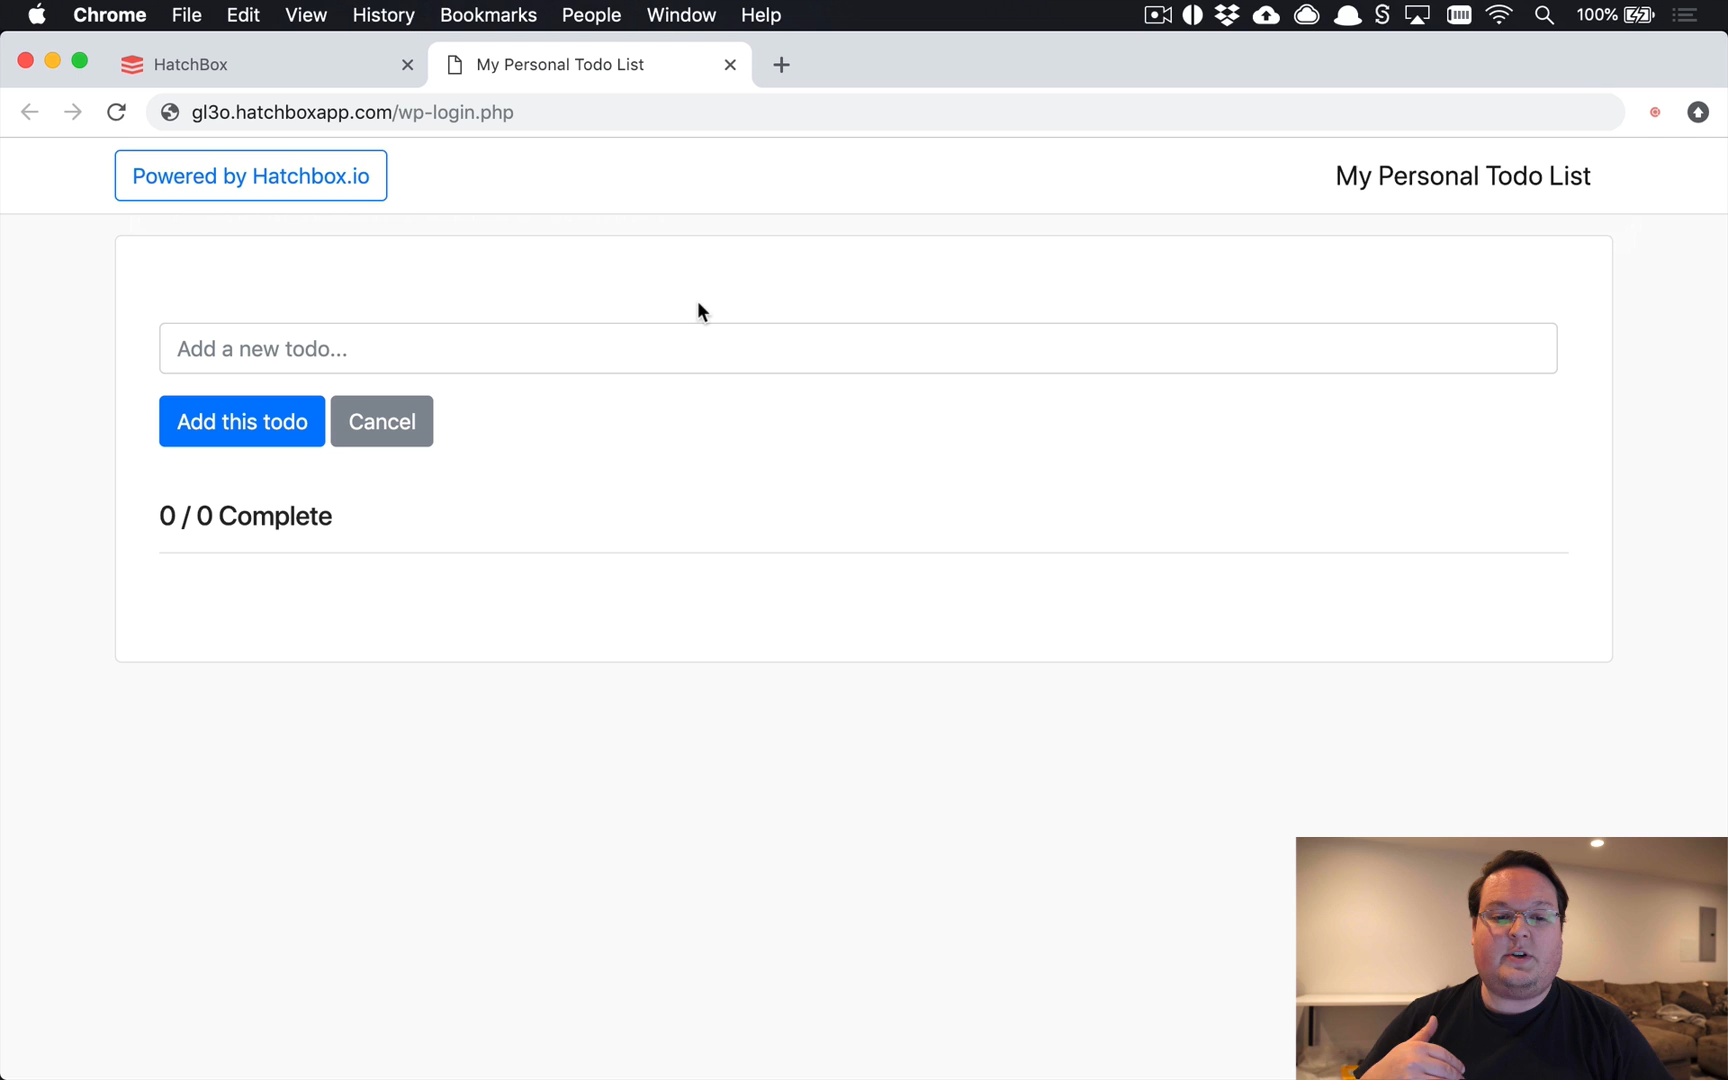 Chrome File Edit View History Bookmarks People Window Help 100%
HatchBox My Personal Todo List
gl3o.hatchboxapp.com/wp-login.php
Powered by Hatchbox.io My Personal Todo List
Add a new todo...
Add this todo Cancel
0 / 0 Complete